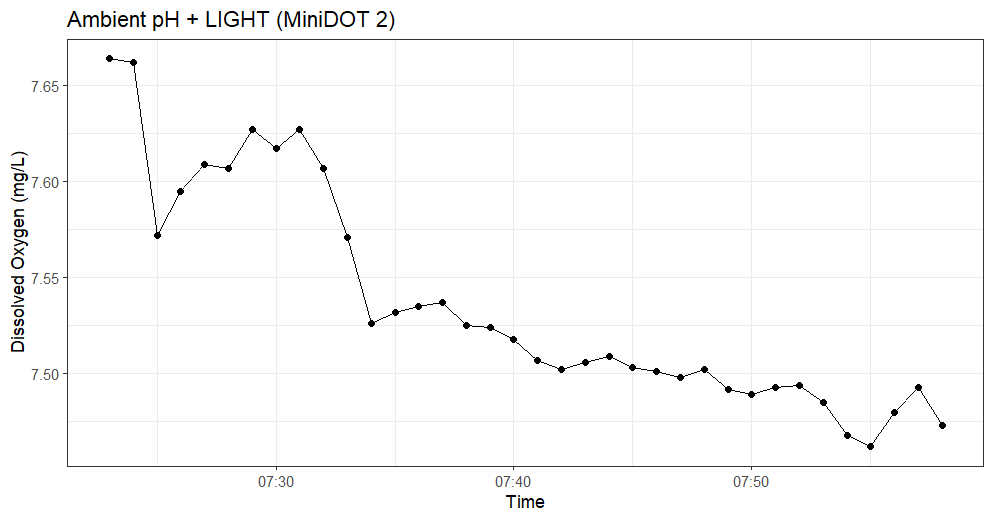 Ambient pH + LIGHT (MiniDOT 2)
Dissolved Oxygen (mg/L)
7.65
7.60
7.55
7.50
07:30 07:40 07:50
Time